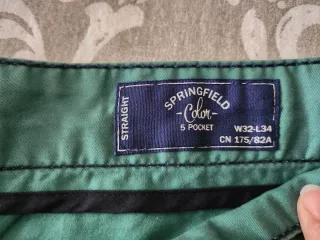 STRAIGHT
SPRINGFIELD
Color
5 POCKET
W32-L34
CN 175/82A